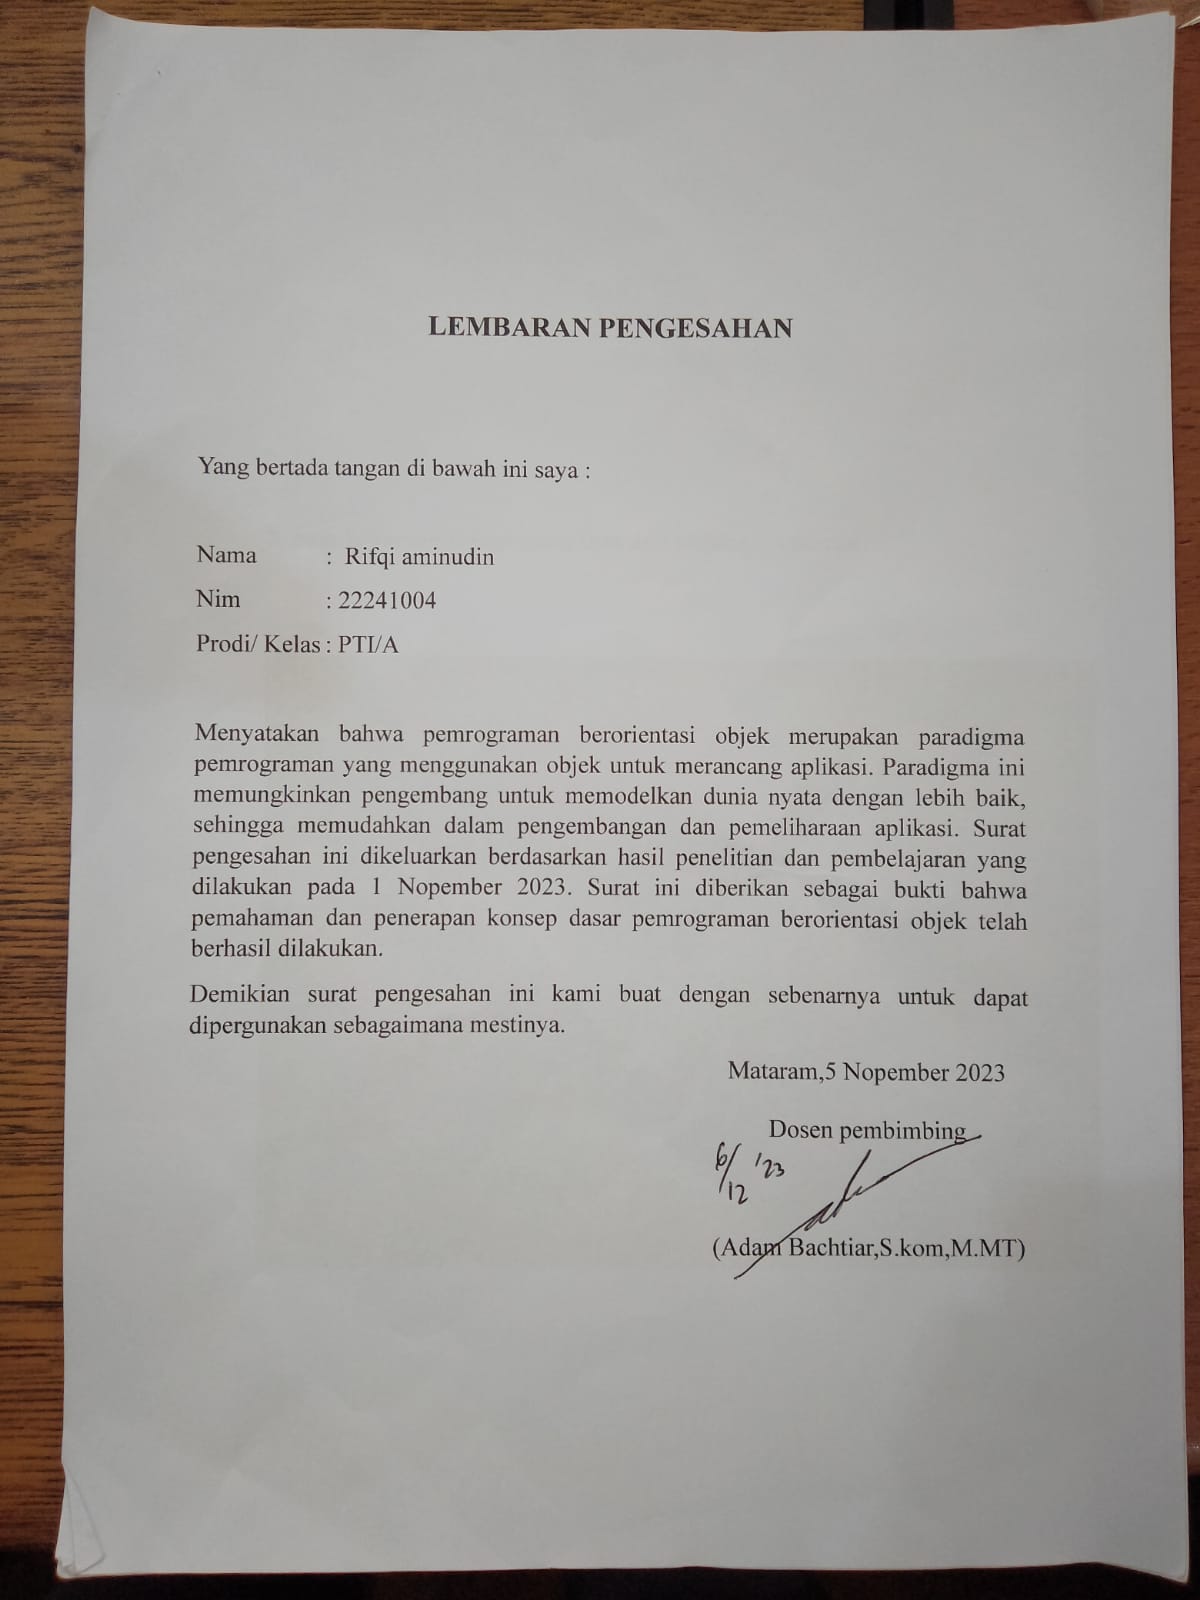 LEMBARAN PENGESAHAN
Yang bertada tangan di bawah ini saya :
Nama : Rifqi aminudin
Nim : 22241004
Prodi/ Kelas : PTI/A
Menyatakan bahwa pemrograman berorientasi objek merupakan paradigma
pemrograman yang menggunakan objek untuk merancang aplikasi. Paradigma ini
memungkinkan pengembang untuk memodelkan dunia nyata dengan lebih baik,
sehingga memudahkan dalam pengembangan dan pemeliharaan aplikasi. Surat
pengesahan ini dikeluarkan berdasarkan hasil penelitian dan pembelajaran yang
dilakukan pada 1 Nopember 2023. Surat ini diberikan sebagai bukti bahwa
pemahaman dan penerapan konsep dasar pemrograman berorientasi objek telah
berhasil dilakukan.
Demikian surat pengesahan ini kami buat dengan sebenarnya untuk dapat
dipergunakan sebagaimana mestinya.
Mataram,5 Nopember 2023
Dosen pembimbing
6/12 '23
(Adam Bachtiar,S.kom,M.MT)